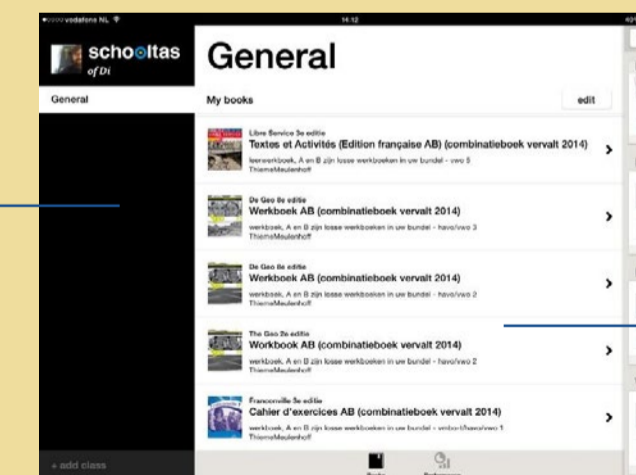 vodafone NL
14:12
schooltas
of Di
General
General
My books
edit
Libre Service 3e editie
Textes et Activités (Edition française AB) (combinatieboek vervalt 2014)
leerwerkboek, A en B zijn losse werkboeken in uw bundel - vwo 5
ThiemeMeulenhoff
De Geo 8e editie
Werkboek AB (combinatieboek vervalt 2014)
werkboek, A en B zijn losse werkboeken in uw bundel - havo/vwo 3
ThiemeMeulenhoff
De Geo 8e editie
Werkboek AB (combinatieboek vervalt 2014)
werkboek, A en B zijn losse werkboeken in uw bundel - havo/vwo 2
ThiemeMeulenhoff
The Geo 2e editie
Workbook AB (combinatieboek vervalt 2014)
werkboek, A en B zijn losse werkboeken in uw bundel - havo/vwo 2
ThiemeMeulenhoff
Franconville 3e editie
Cahier d'exercices AB (combinatieboek vervalt 2014)
werkboek, A en B zijn losse werkboeken in uw bundel - vmbo-t/havo/vwo 1
ThiemeMeulenhoff
+ add class